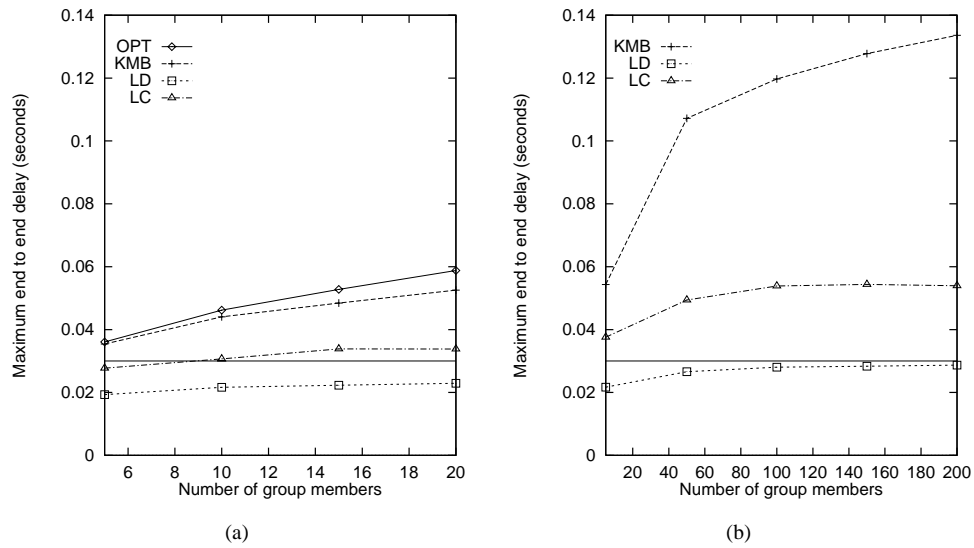 0.14
0.12
0.1
0.08
0.06
0.04
0.02
0
OPT
KMB
LD
LC
Maximum end to end delay (seconds)
6 8 10 12 14 16 18 20
Number of group members
(a)
0.14
0.12
0.1
0.08
0.06
0.04
0.02
0
KMB
LD
LC
Maximum end to end delay (seconds)
20 40 60 80 100 120 140 160 180 200
Number of group members
(b)